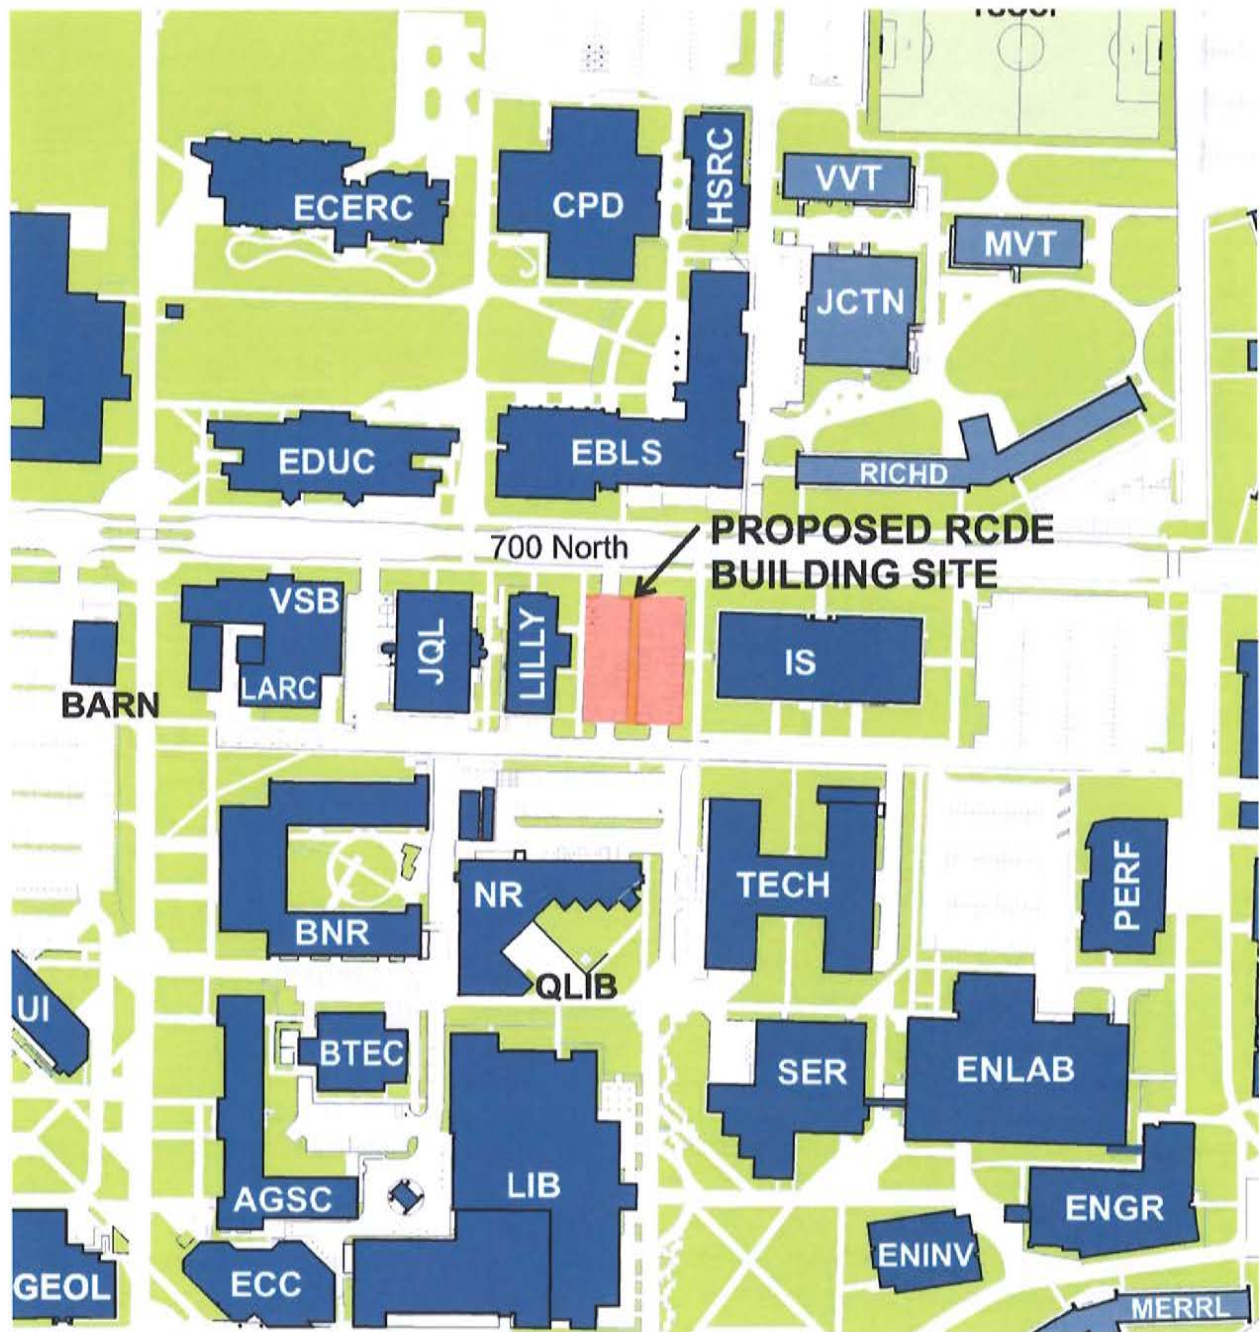 HSRC
VVT
ECERC
CPD
MVT
JCTN
EDUC
EBLS
RICHD
700 North
PROPOSED RCDE
BUILDING SITE
VSB
JQL
LILLY
IS
LARC
BARN
NR
TECH
PERF
BNR
QLIB
UI
BTEC
SER
ENLAB
AGSC
LIB
ENGR
ENINV
GEOL
ECC
MERRL